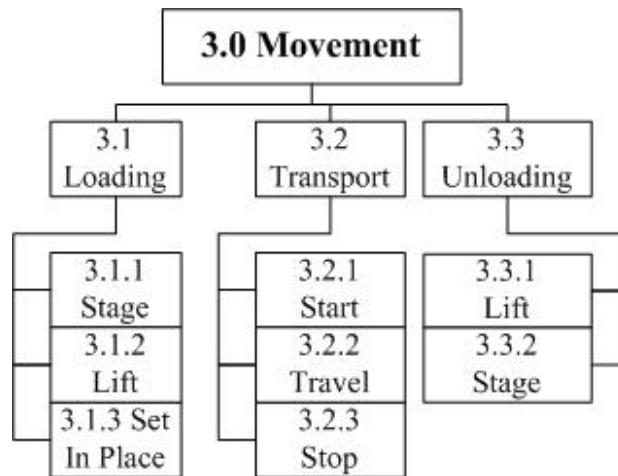 3.0 Movement
3.1
Loading
3.2
Transport
3.3
Unloading
3.1.1
Stage
3.1.2
Lift
3.1.3 Set
In Place
3.2.1
Start
3.2.2
Travel
3.2.3
Stop
3.3.1
Lift
3.3.2
Stage